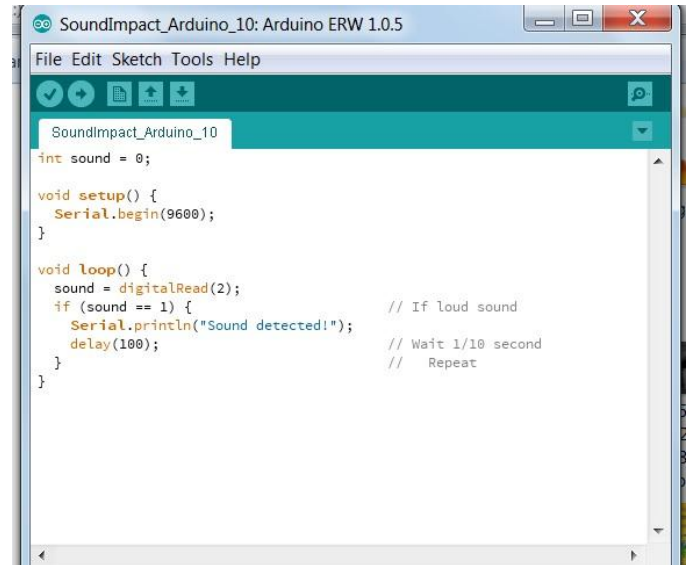 SoundImpact_Arduino_10: Arduino ERW 1.0.5
File Edit Sketch Tools Help
SoundImpact_Arduino_10
int sound = 0;
void setup() {
Serial.begin(9600);
}
void loop() {
sound = digitalRead(2);
if (sound == 1) { // If loud sound
Serial.println("Sound detected!");
delay(100); // Wait 1/10 second
} // Repeat
}